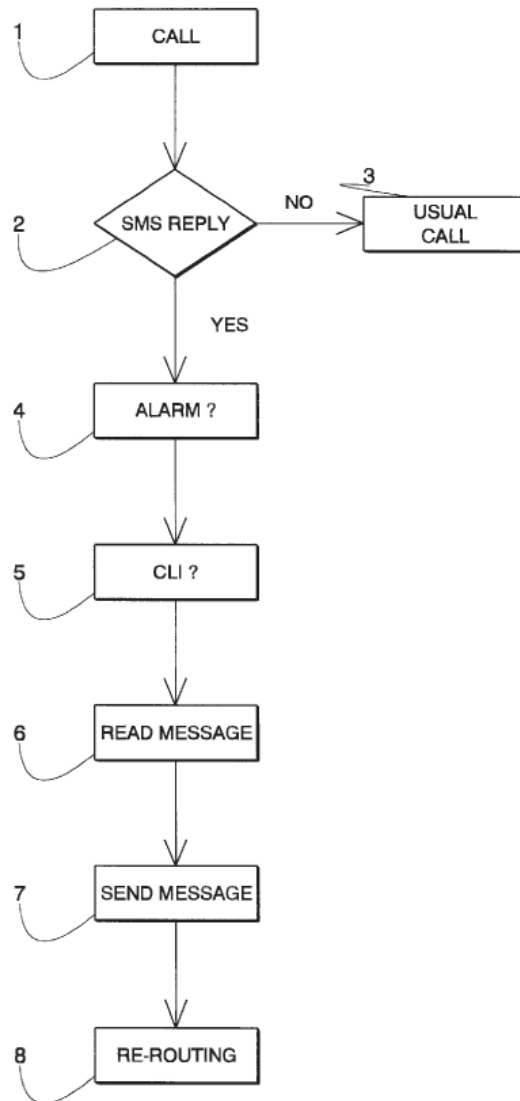 1
CALL
2
SMS REPLY
NO
3
USUAL
CALL
YES
4
ALARM ?
5
CLI ?
6
READ MESSAGE
7
SEND MESSAGE
8
RE-ROUTING